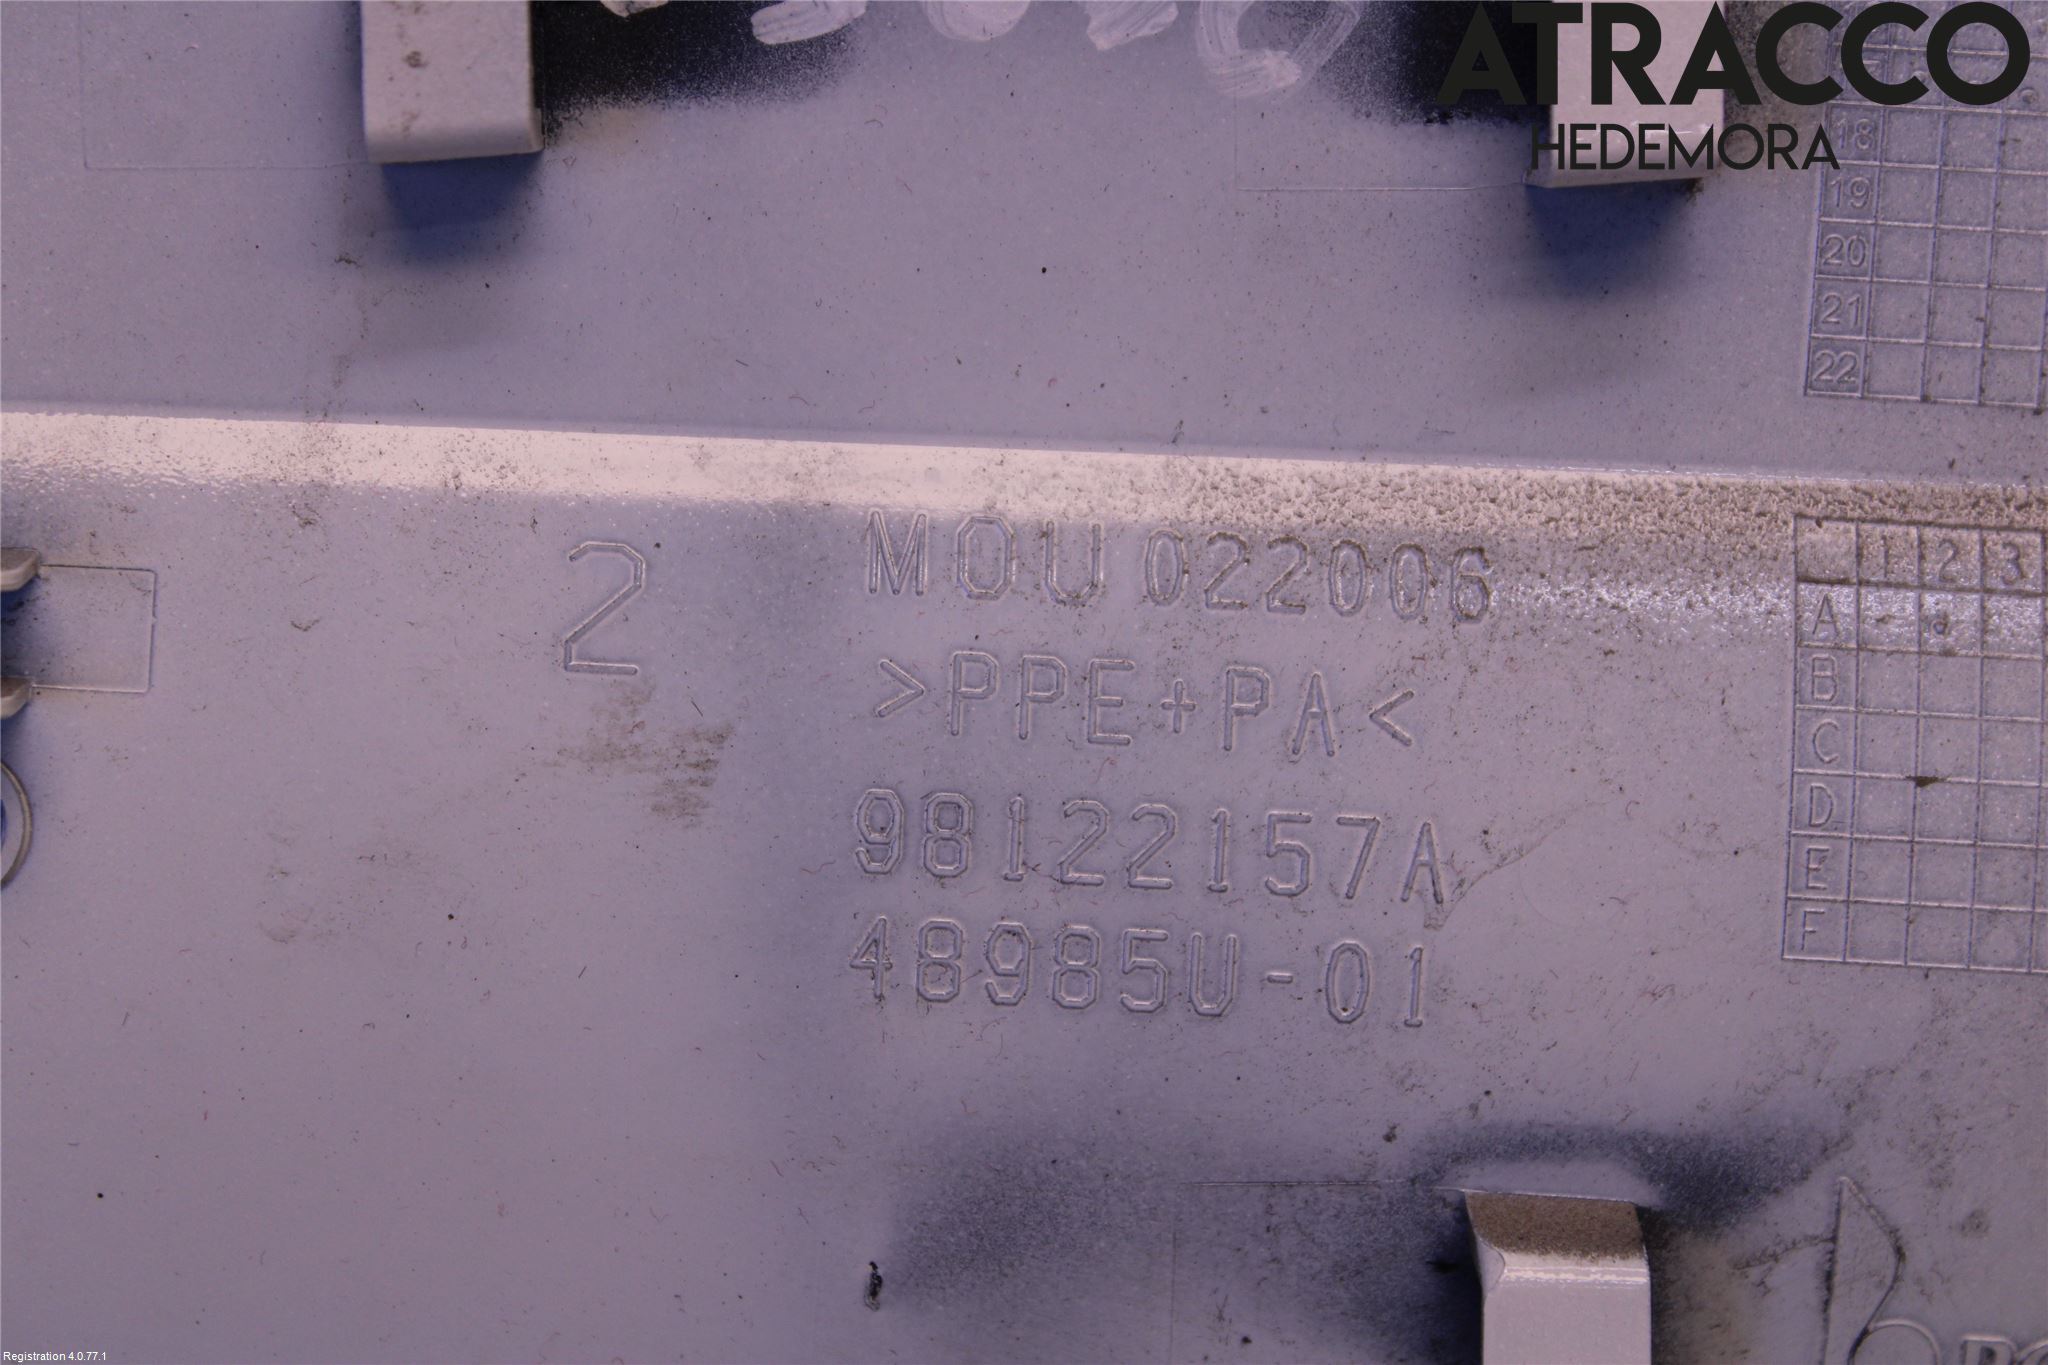 ATRACCO
HEDEMORA
18
19
20
21
22
2
MOU 022006
>PPE+PA<
98122157A
48985U-01
1 2 3
A
B
C
D
E
F
Registration 4.0.77.1